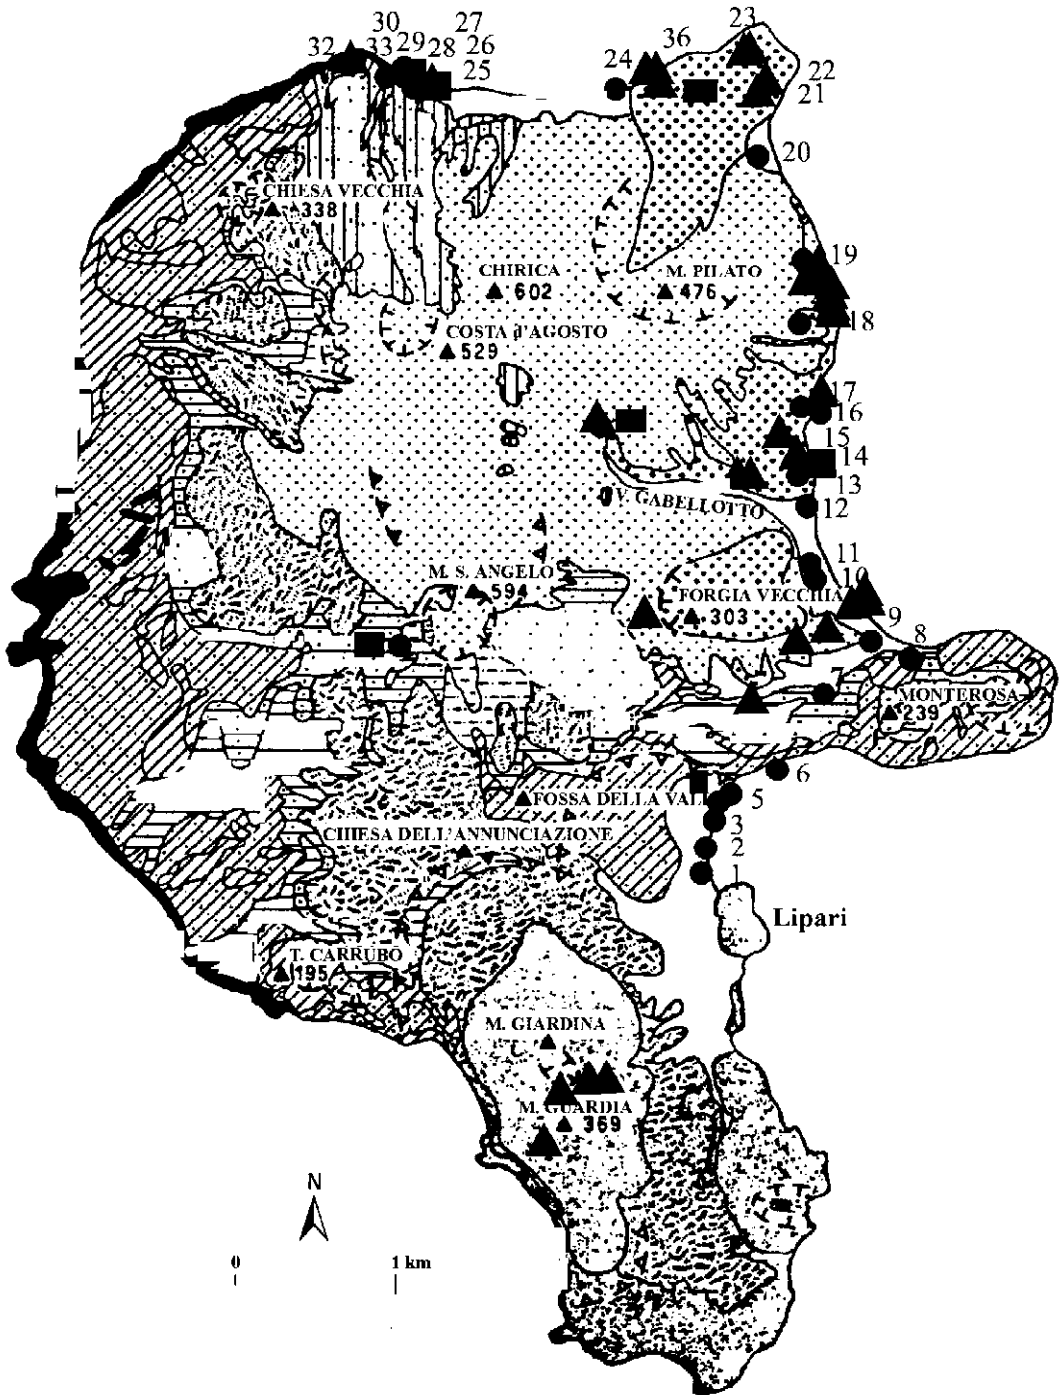 23
30
27
36
32
33
29
28
26
24
22
25
21
20
CHIESA VECCHIA
338
19
CHIRICA
602
M. PILATO
476
18
COSTA d'AGOSTO
529
17
16
15
14
13
V. GABELLOTTO
12
11
M. S. ANGELO
594
10
FORGIA VECCHIA
303
9
8
7
MONTEROSA
239
6
FOSSA DELLA VALL
5
3
CHIESA DELL'ANNUNCIAZIONE
2
1
Lipari
T. CARRUBO
195
M. GIARDINA
M. GUARDIA
369
N
0
1 km